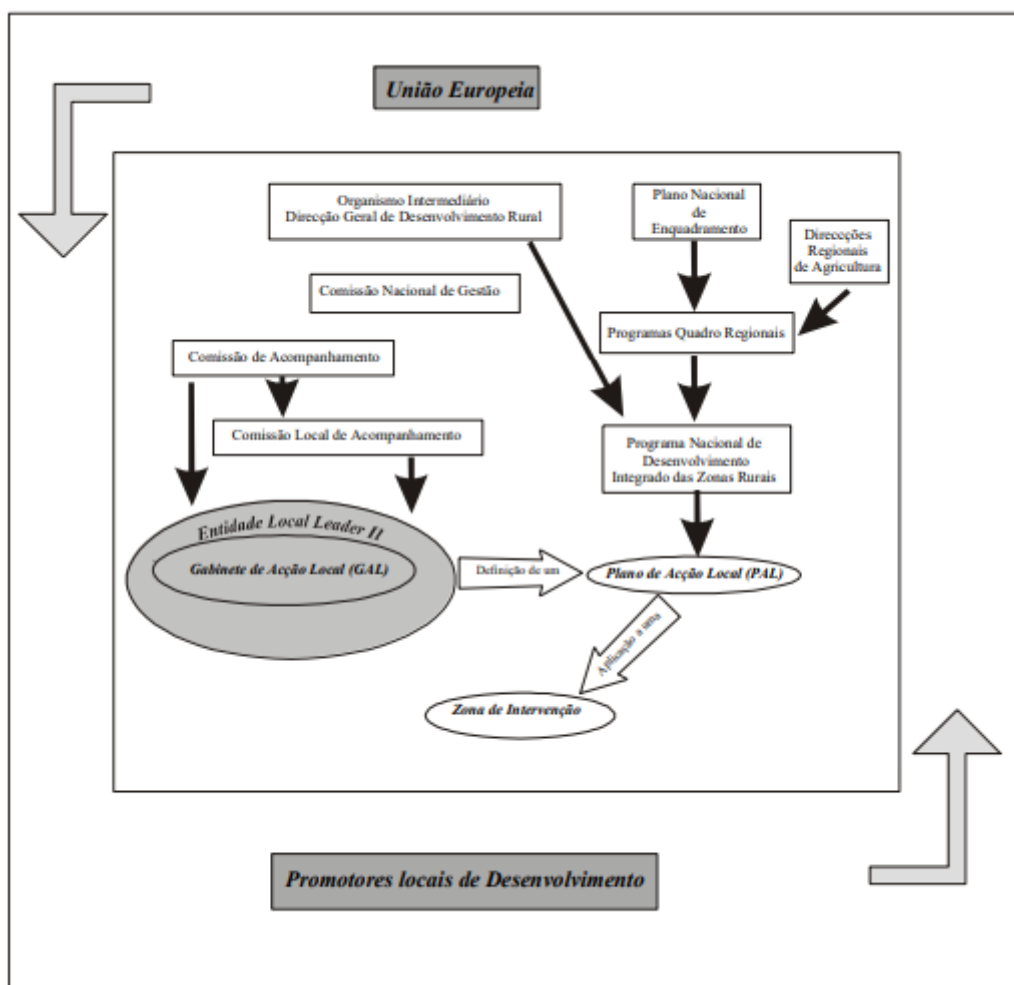 União Europeia
Organismo Intermediário
Direcção Geral de Desenvolvimento Rural
Plano Nacional
de
Enquadramento
Direcções
Regionais
de Agricultura
Comissão Nacional de Gestão
Programas Quadro Regionais
Comissão de Acompanhamento
Comissão Local de Acompanhamento
Programa Nacional de
Desenvolvimento
Integrado das Zonas Rurais
Entidade Local Leader II
Gabinete de Acção Local (GAL)
Definição de um
Plano de Acção Local (PAL)
Aplicação a uma
Zona de Intervenção
Promotores locais de Desenvolvimento